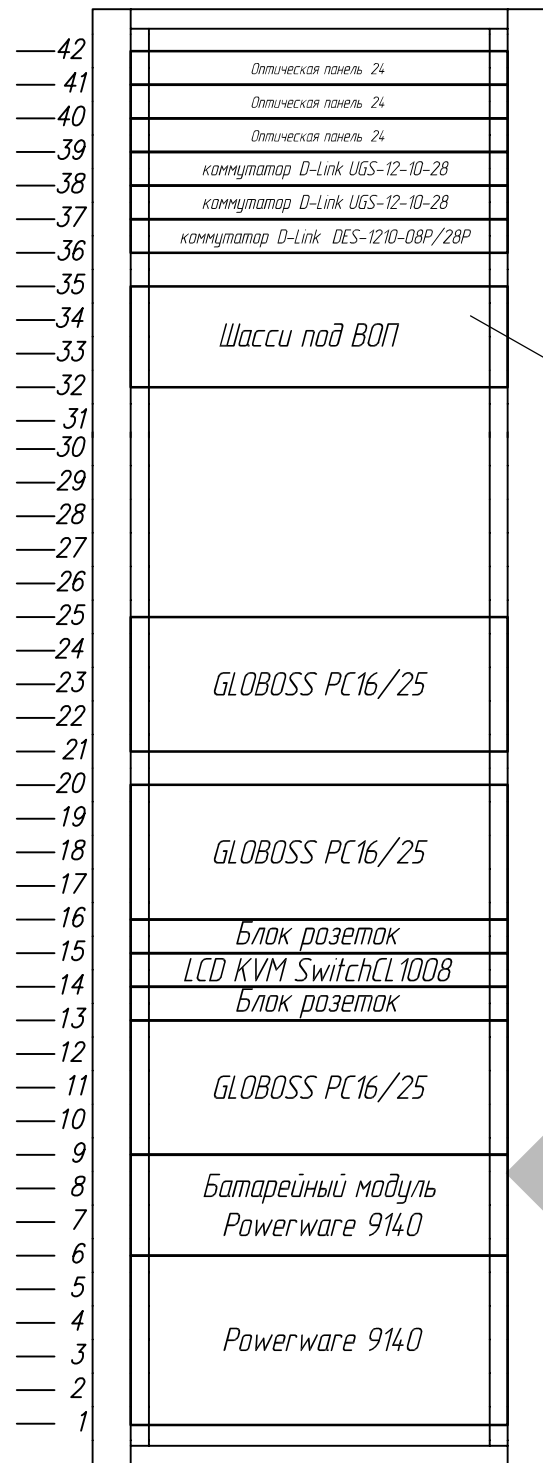 42
Оптическая панель 24
41
Оптическая панель 24
40
Оптическая панель 24
39
коммутатор D-Link UGS-12-10-28
38
коммутатор D-Link UGS-12-10-28
37
коммутатор D-Link DES-1210-08P/28P
36
35
34
Шасси под ВОП
33
32
31
30
29
28
27
26
25
24
23
GLOBOSS PC16/25
22
21
20
19
18
GLOBOSS PC16/25
17
16
Блок розеток
15
LCD KVM SwitchCL1008
14
Блок розеток
13
12
11
GLOBOSS PC16/25
10
9
8
Батарейный модуль
7
Powerware 9140
6
5
4
Powerware 9140
3
2
1